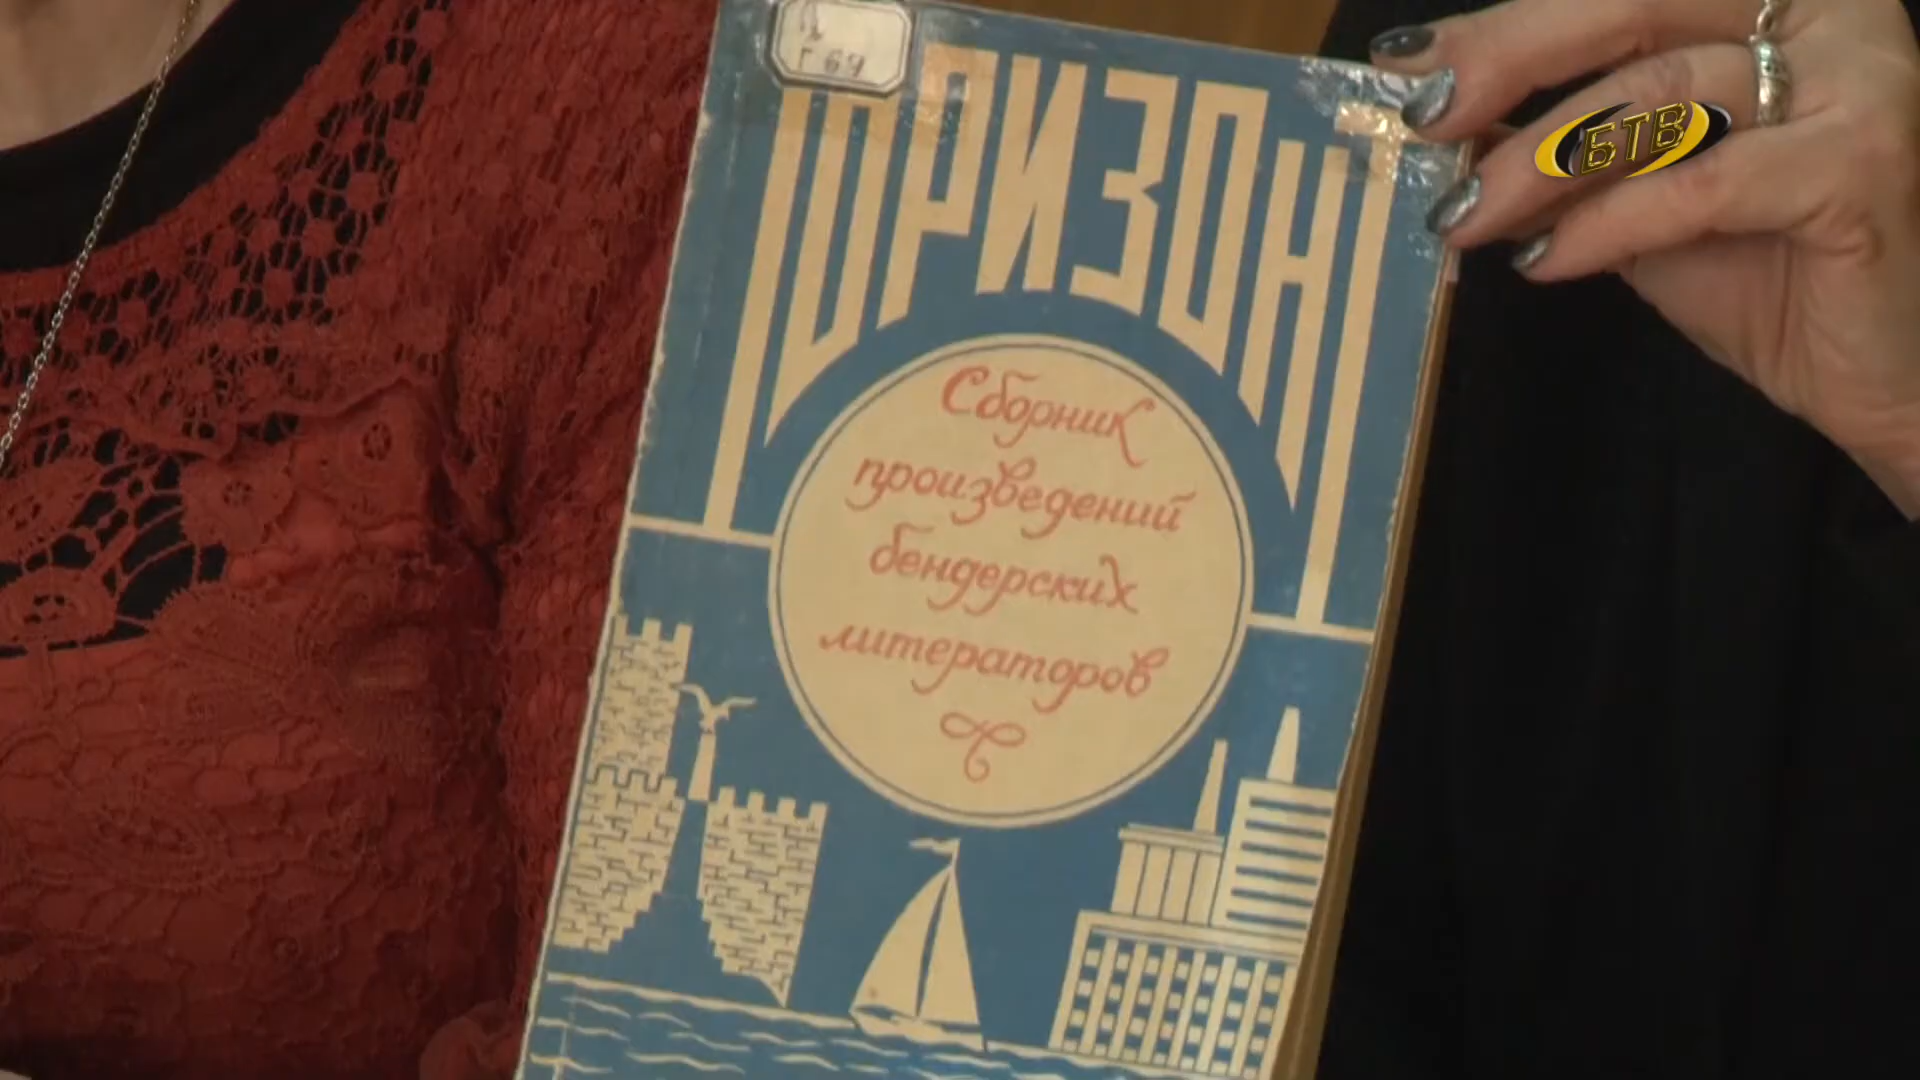 Г 69
ГОРИЗОНТ
БТВ
Сборник
произведений
бендерских
литераторов